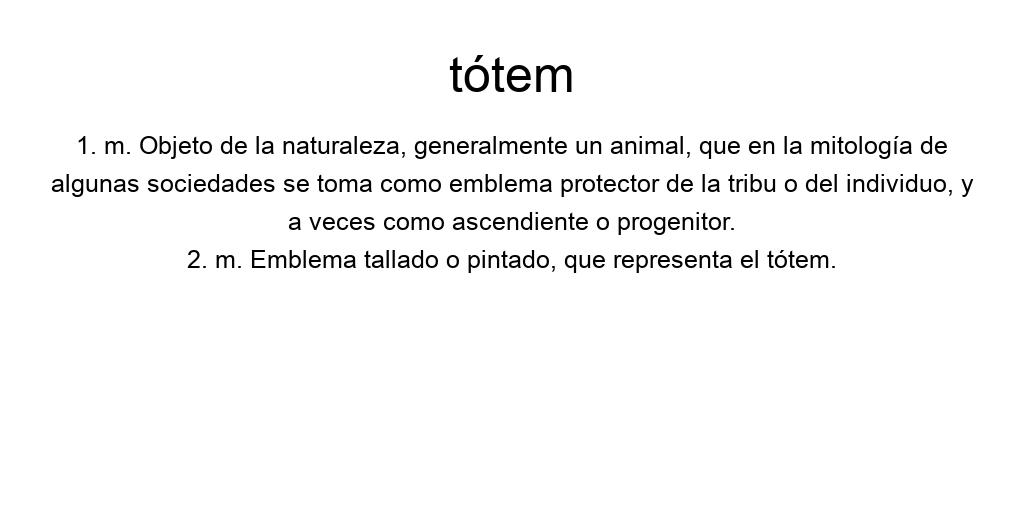 tótem
1. m. Objeto de la naturaleza, generalmente un animal, que en la mitología de
algunas sociedades se toma como emblema protector de la tribu o del individuo, y
a veces como ascendiente o progenitor.
2. m. Emblema tallado o pintado, que representa el tótem.